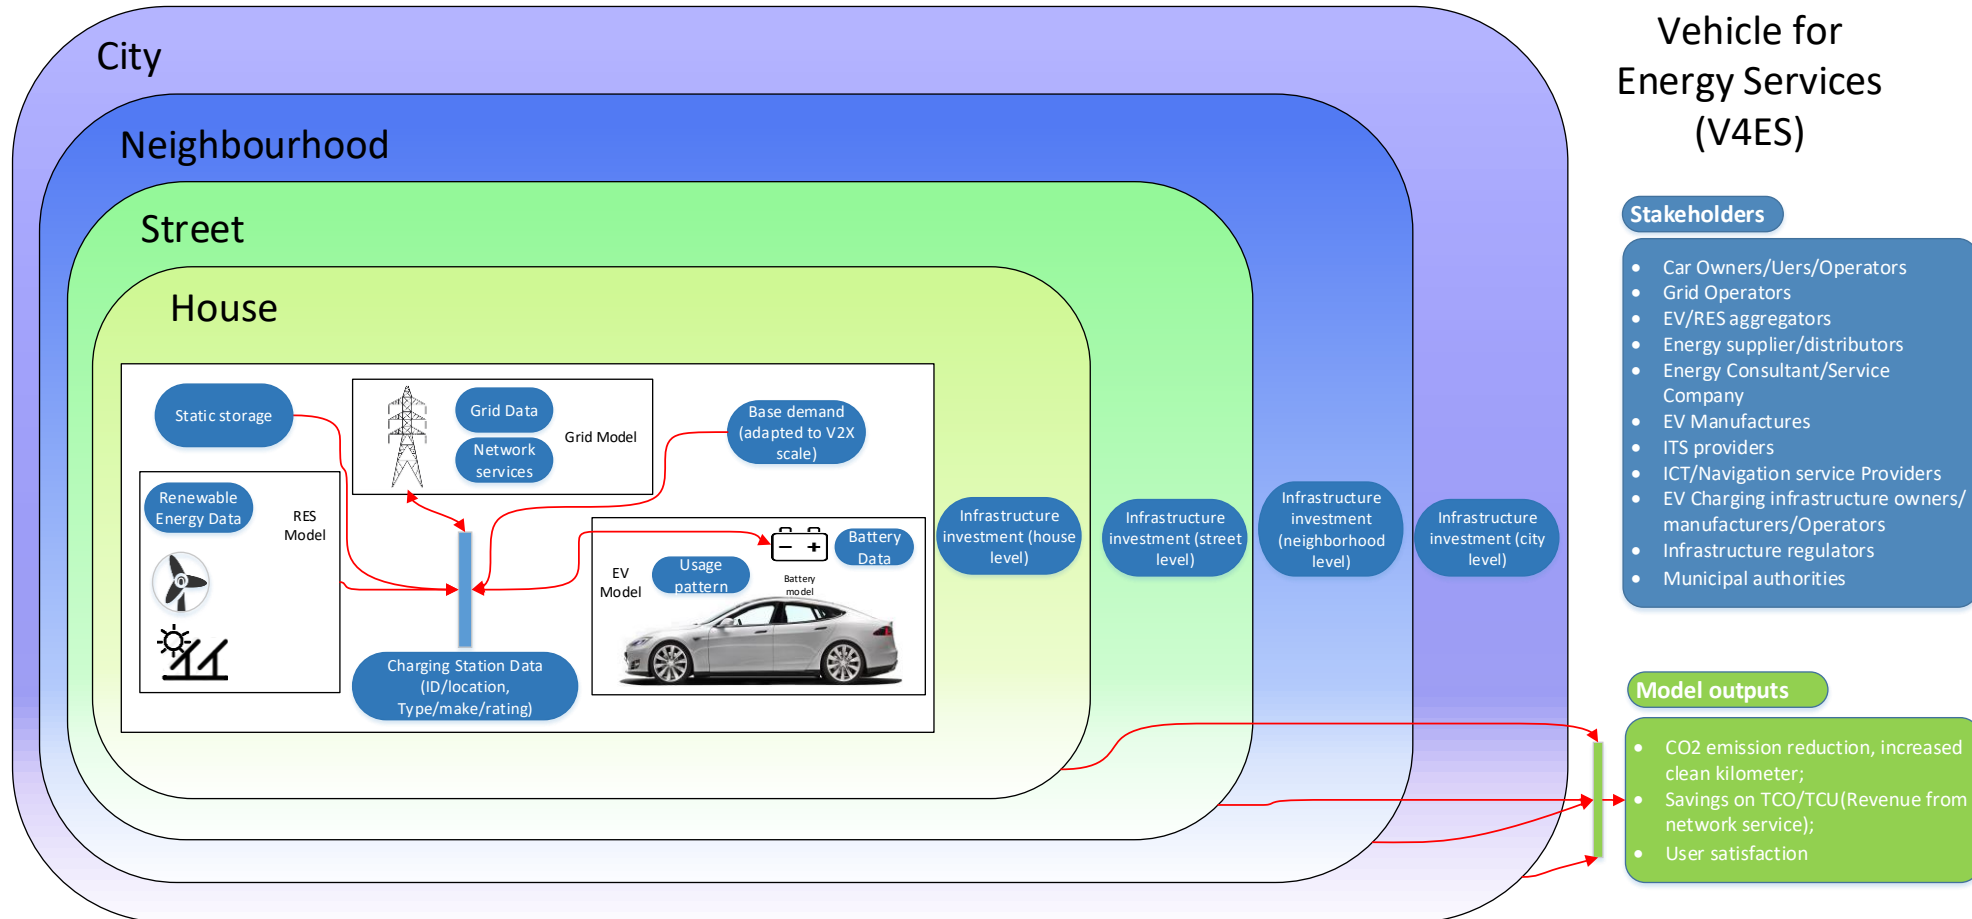 City
Neighbourhood
Street
House
Static storage
Grid Data
Network
services
Grid Model
Base demand
(adapted to V2X
scale)
Renewable
Energy Data
RES
Model
EV
Model
Usage
pattern
Battery
Data
Battery
model
Charging Station Data
(ID/location,
Type/make/rating)
Infrastructure
investment (house
level)
Infrastructure
investment (street
level)
Infrastructure
investment
(neighborhood
level)
Infrastructure
investment (city
level)
Vehicle for
Energy Services
(V4ES)
Stakeholders
• Car Owners/Uers/Operators
• Grid Operators
• EV/RES aggregators
• Energy supplier/distributors
• Energy Consultant/Service
Company
• EV Manufactures
• ITS providers
• ICT/Navigation service Providers
• EV Charging infrastructure owners/
manufacturers/Operators
• Infrastructure regulators
• Municipal authorities
Model outputs
• CO2 emission reduction, increased
clean kilometer;
• Savings on TCO/TCU(Revenue from
network service);
• User satisfaction